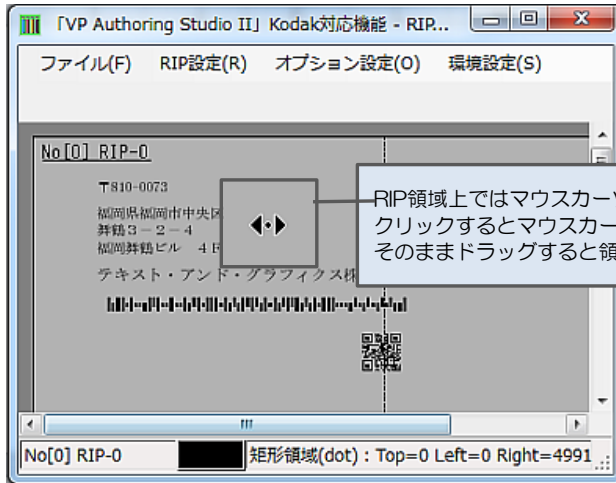 「VP Authoring Studio II」 Kodak対応機能 - RIP...
ファイル(F) RIP設定(R) オプション設定(O) 環境設定(S)
No[0] RIP-0
〒810-0073
福岡県福岡市中央区
舞鶴3-2-4
福岡舞鶴ビル 4F
テキスト・アンド・グラフィクス株
RIP領域上ではマウスカー
クリックするとマウスカー
そのままドラッグすると領
No[0] RIP-0
矩形領域(dot) : Top=0 Left=0 Right=4991